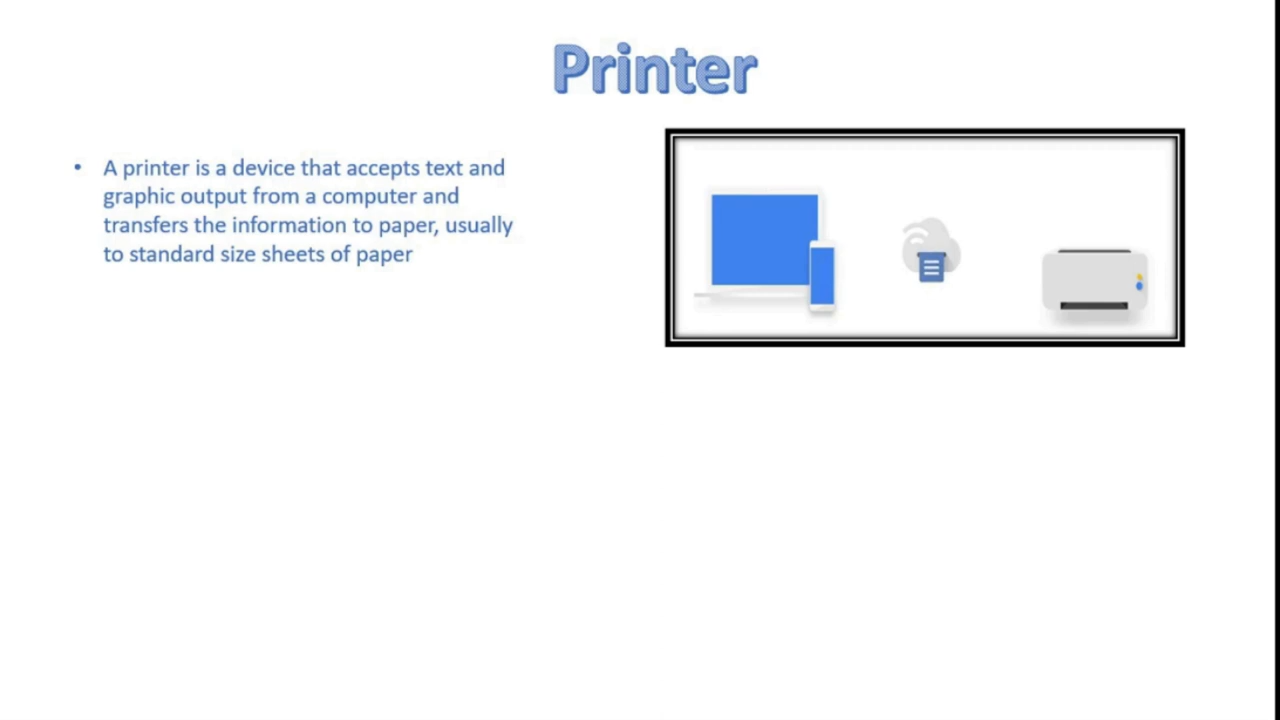 Printer
• A printer is a device that accepts text and
graphic output from a computer and
transfers the information to paper, usually
to standard size sheets of paper